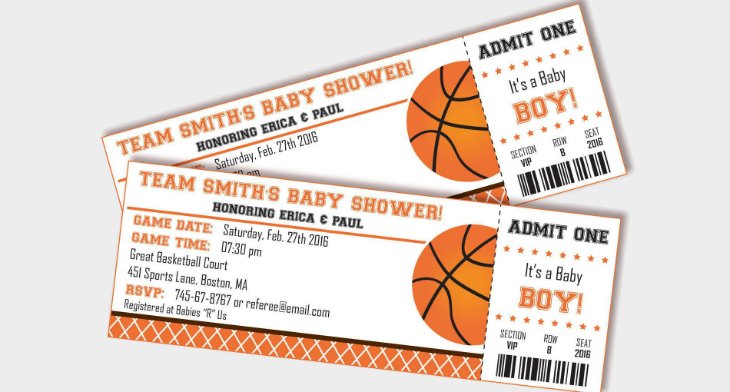 TEAM SMITH'S BABY SHOWER!
HONORING ERICA & PAUL
Saturday, Feb. 27th 2016
ADMIT ONE
It's a Baby
BOY!
SECTION ROW SEAT
VIP B 2016
TEAM SMITH'S BABY SHOWER!
HONORING ERICA & PAUL
GAME DATE: Saturday, Feb. 27th 2016
GAME TIME: 07:30 pm
Great Basketball Court
451 Sports Lane, Boston, MA
RSVP: 745-67-8767 or referee@email.com
Registered at Babies "R" Us
ADMIT ONE
It's a Baby
BOY!
SECTION ROW SEAT
VIP B 2016